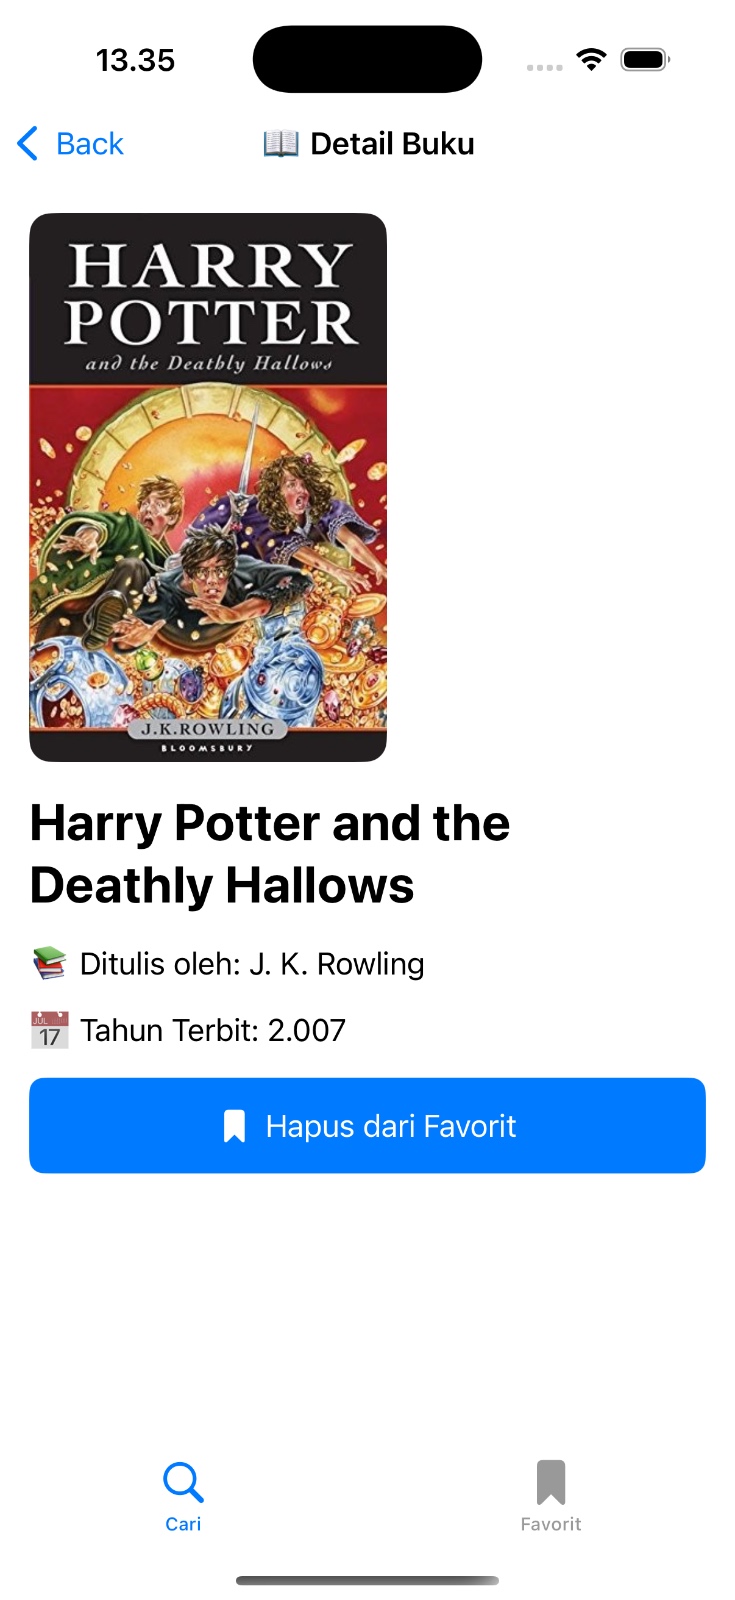 13.35
Back
📖 Detail Buku
HARRY
POTTER
and the Deathly Hallows
J.K.ROWLING
BLOOMSBURY
Harry Potter and the
Deathly Hallows
📚 Ditulis oleh: J. K. Rowling
📅 Tahun Terbit: 2.007
Hapus dari Favorit
Cari
Favorit